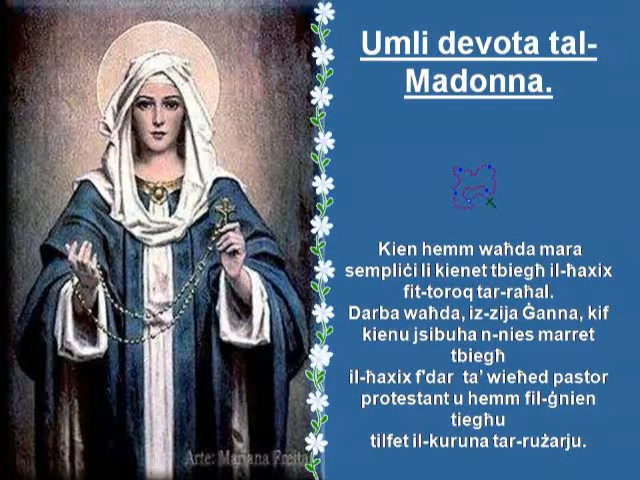 Umli devota tal-
Madonna.
Kien hemm waħda mara
sempliċi li kienet tbiegħ il-ħaxix
fit-toroq tar-raħal.
Darba waħda, iz-zija Ġanna, kif
kienu jsibuha n-nies marret
tbiegħ
il-ħaxix f'dar ta' wieħed pastor
protestant u hemm fil-ġnien
tiegħu
tilfet il-kuruna tar-rużarju.
Arte: Mariana Freitas